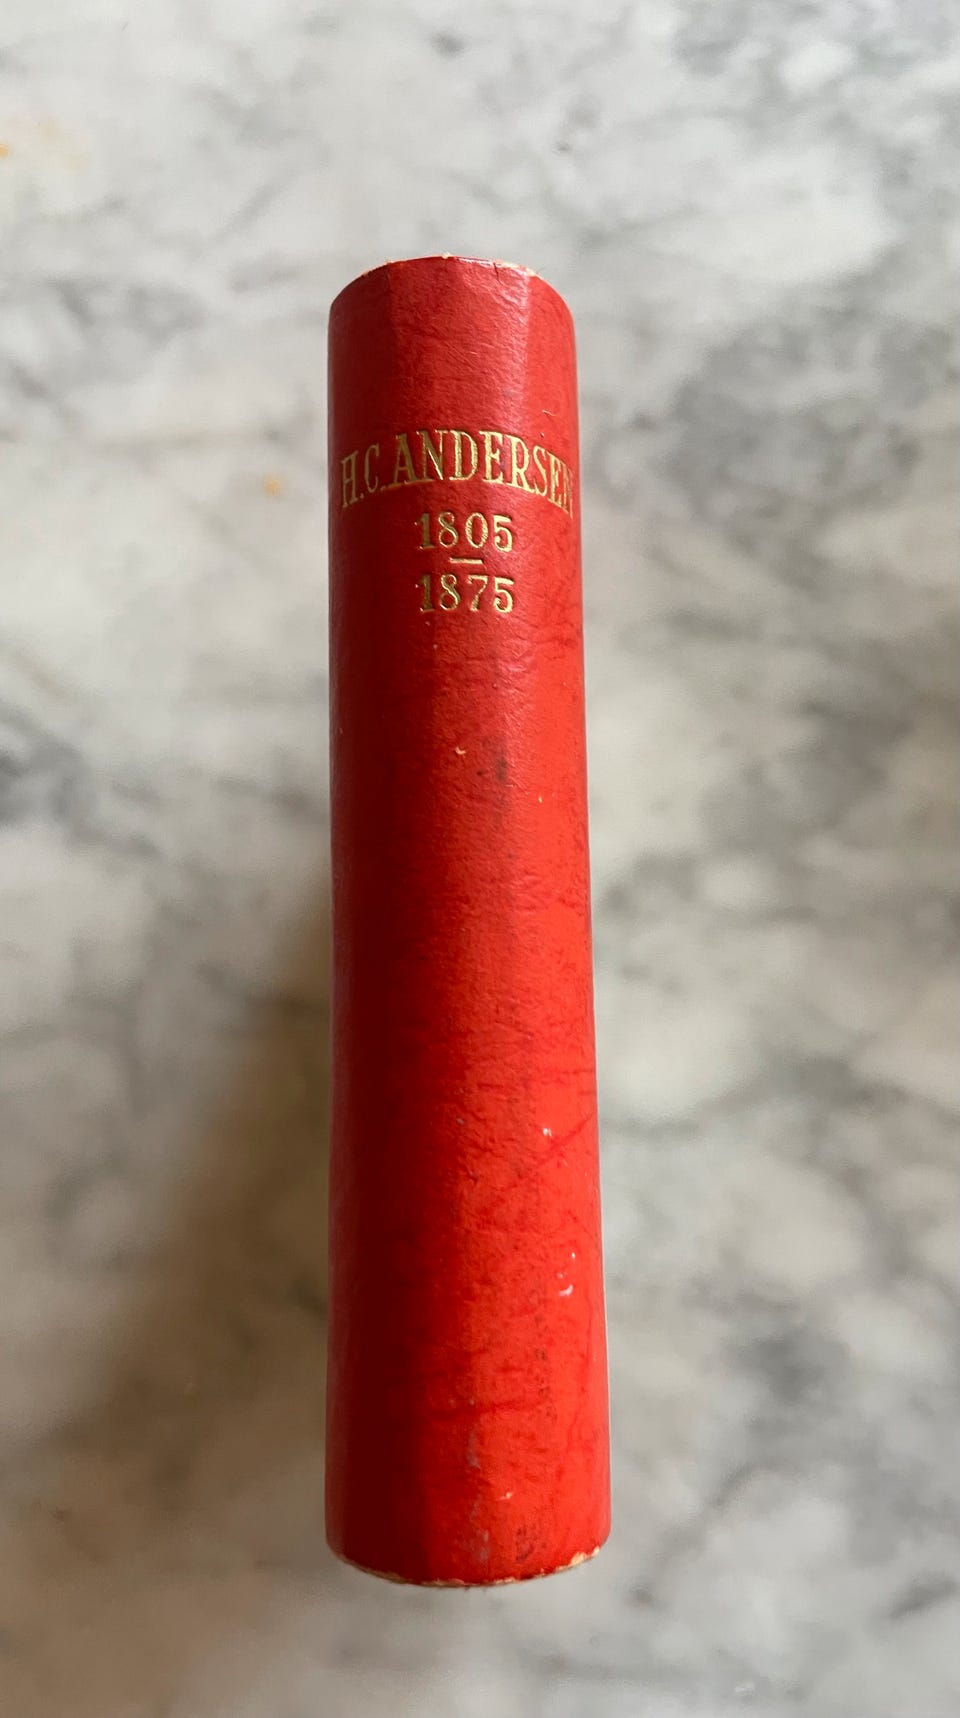 H.C. ANDERSEN
1805
—
1875